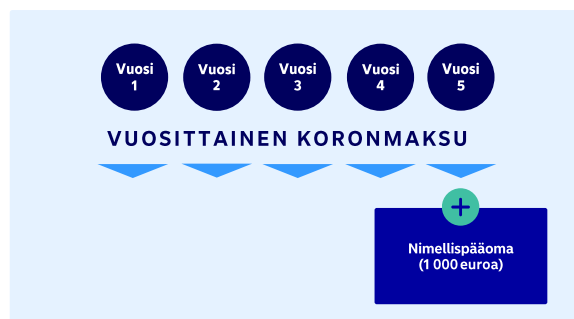 Vuosi
1
Vuosi
2
Vuosi
3
Vuosi
4
Vuosi
5
VUOSITTAINEN KORONMAKSU
+
Nimellispääoma
(1 000 euroa)